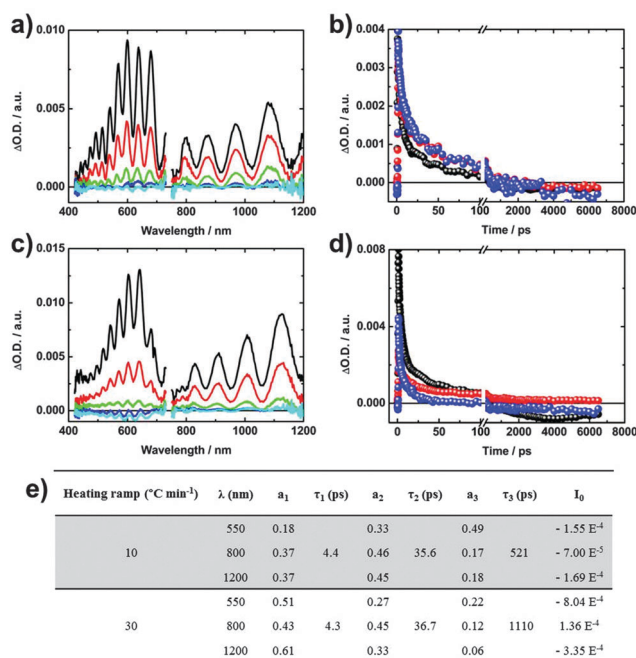 a)
0.010
0.005
0.000
ΔO.D. / a.u.
400 600 800 1000 1200
Wavelength / nm
b)
0.004
0.003
0.002
0.001
0.000
ΔO.D. / a.u.
0 50 100 2000 4000 6000 8000
Time / ps
c)
0.015
0.010
0.005
0.000
ΔO.D. / a.u.
400 600 800 1000 1200
Wavelength / nm
d)
0.008
0.004
0.000
ΔO.D. / a.u.
0 50 100 2000 4000 6000 8000
Time / ps
e)
Heating ramp (°C min⁻¹) λ (nm) a₁ τ₁ (ps) a₂ τ₂ (ps) a₃ τ₃ (ps) I₀
550 0.18 0.33 0.49 - 1.55 E⁻⁴
10 800 0.37 4.4 0.46 35.6 0.17 521 - 7.00 E⁻⁵
1200 0.37 0.45 0.18 - 1.69 E⁻⁴
550 0.51 0.27 0.22 - 8.04 E⁻⁴
30 800 0.43 4.3 0.45 36.7 0.12 1110 1.36 E⁻⁴
1200 0.61 0.33 0.06 - 3.35 E⁻⁴